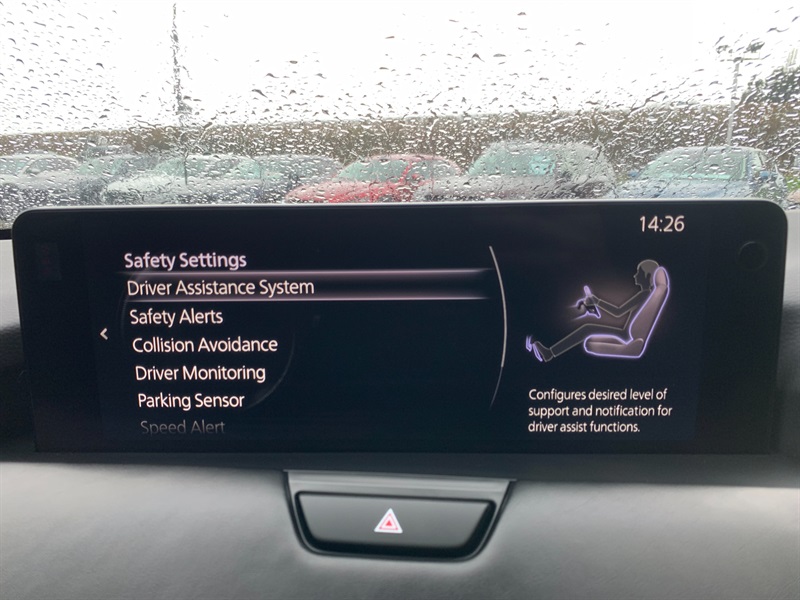 14:26
Safety Settings
Driver Assistance System
Safety Alerts
Collision Avoidance
Driver Monitoring
Parking Sensor
Speed Alert
Configures desired level of
support and notification for
driver assist functions.